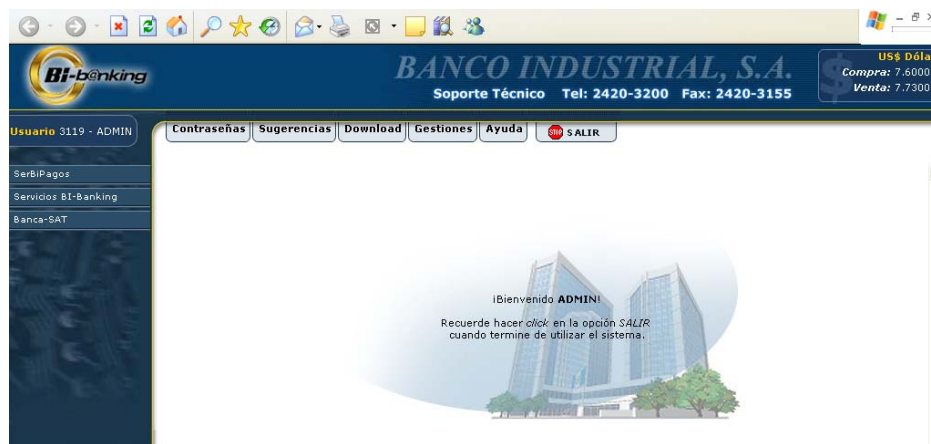 Bi-banking
BANCO INDUSTRIAL, S.A.
Soporte Técnico Tel: 2420-3200 Fax: 2420-3155
US$ Dóla
Compra: 7.6000
Venta: 7.7300
Usuario 3119 - ADMIN
Contraseñas Sugerencias Download Gestiones Ayuda STOP SALIR
SerBiPagos
Servicios BI-Banking
Banca-SAT
¡Bienvenido ADMIN!
Recuerde hacer click en la opción SALIR
cuando termine de utilizar el sistema.